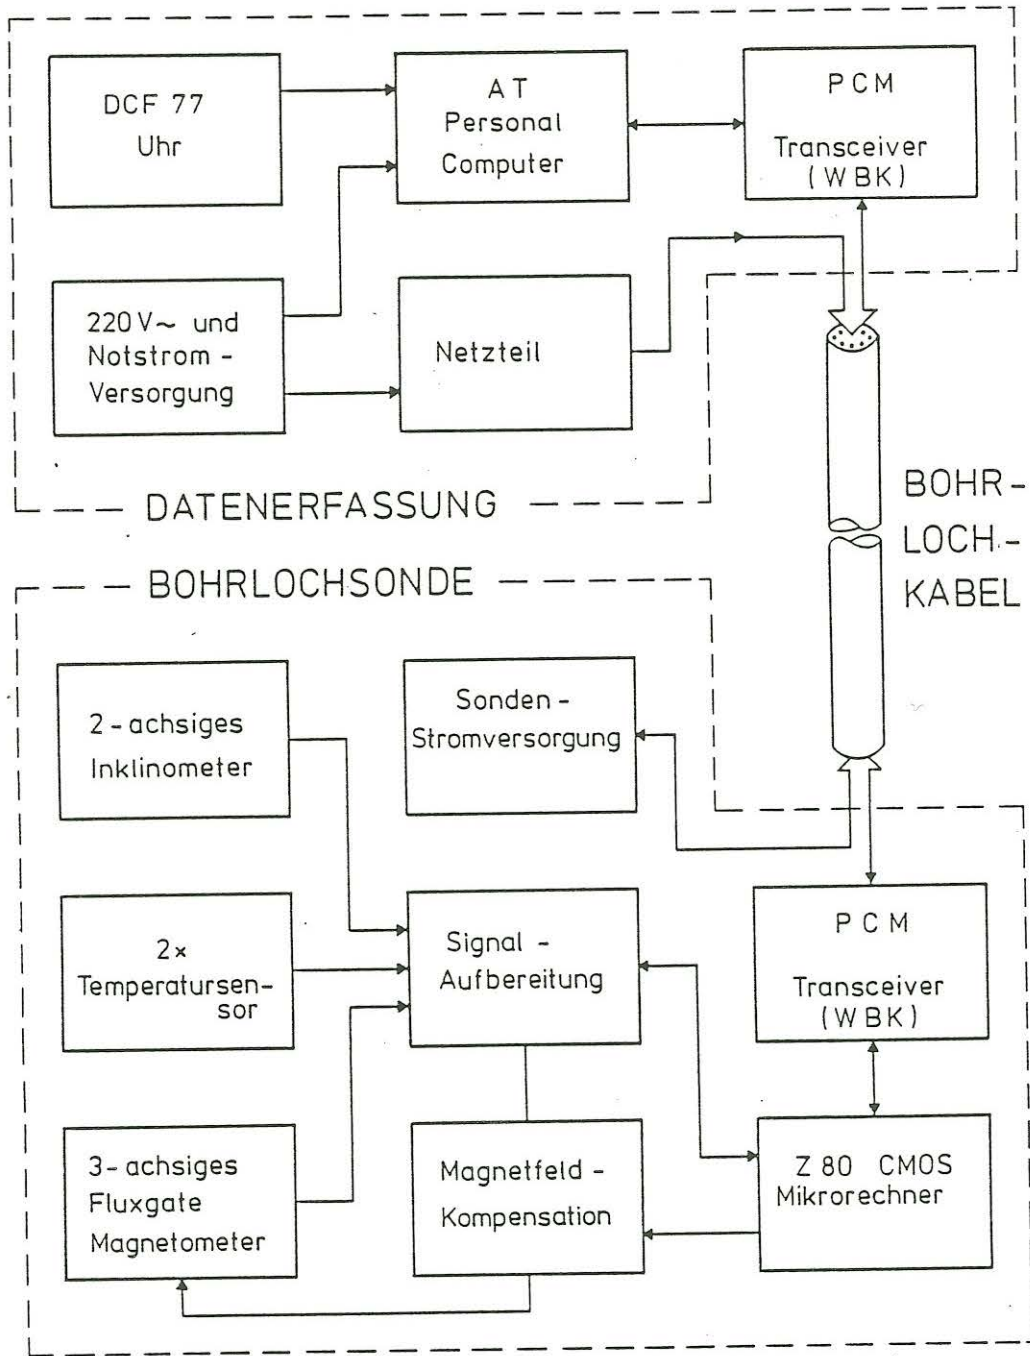 DCF 77
Uhr
AT
Personal
Computer
PCM
Transceiver
(WBK)
220V~ und
Notstrom-
Versorgung
Netzteil
DATENERFASSUNG
BOHR-
LOCH-
KABEL
BOHRLOCHSONDE
2-achsiges
Inklinometer
Sonden-
Stromversorgung
2x
Temperatursen-
sor
Signal-
Aufbereitung
PCM
Transceiver
(WBK)
3-achsiges
Fluxgate
Magnetometer
Magnetfeld-
Kompensation
Z80 CMOS
Mikrorechner